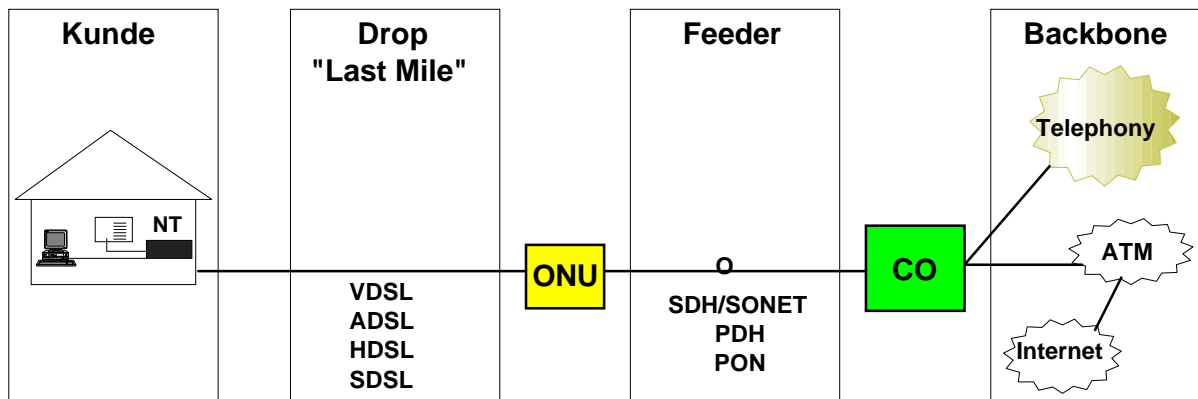 Kunde
NT
Drop
"Last Mile"
VDSL
ADSL
HDSL
SDSL
ONU
Feeder
O
SDH/SONET
PDH
PON
CO
Backbone
Telephony
ATM
Internet